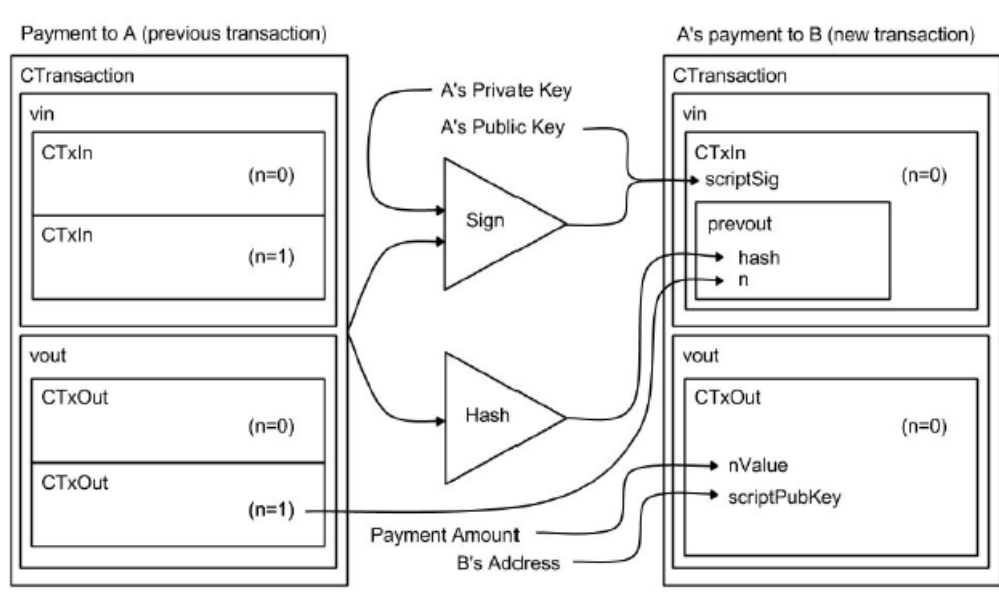 Payment to A (previous transaction)
CTransaction
vin
CTxIn
(n=0)
CTxIn
(n=1)
vout
CTxOut
(n=0)
CTxOut
(n=1)
A's Private Key
A's Public Key
Sign
Hash
Payment Amount
B's Address
A's payment to B (new transaction)
CTransaction
vin
CTxIn
scriptSig
(n=0)
prevout
hash
n
vout
CTxOut
(n=0)
nValue
scriptPubKey